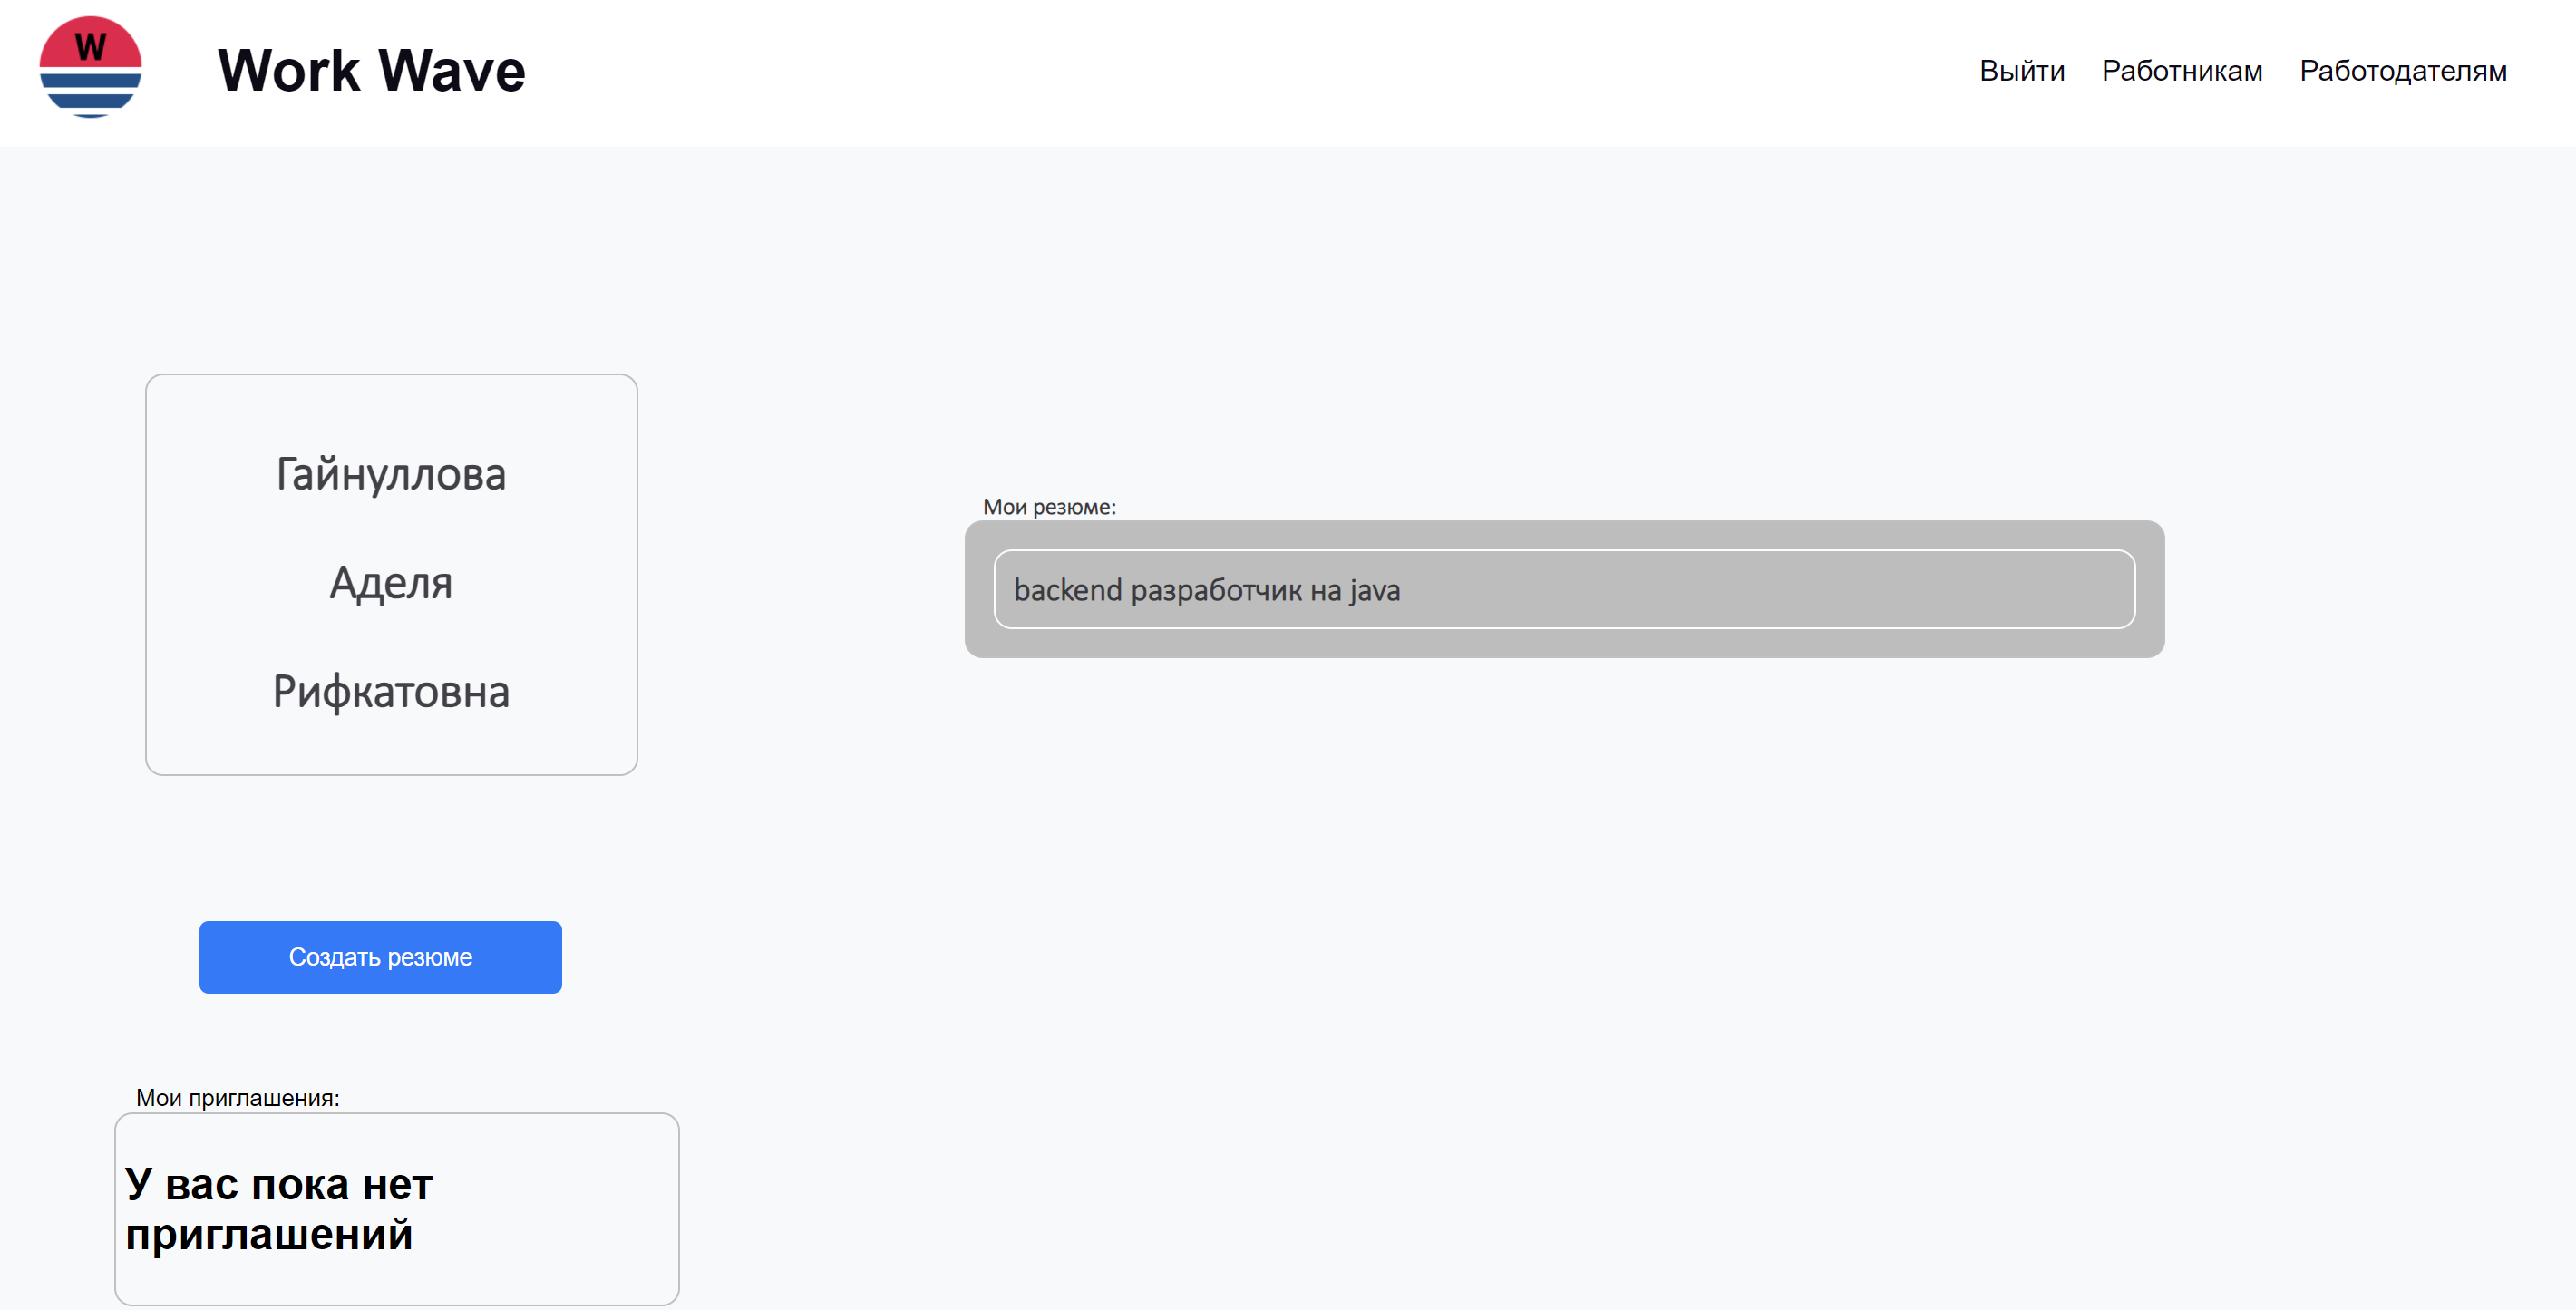 W
Work Wave
Выйти Работникам Работодателям
Гайнуллова
Аделя
Рифкатовна
Мои резюме:
backend разработчик на java
Создать резюме
Мои приглашения:
У вас пока нет
приглашений